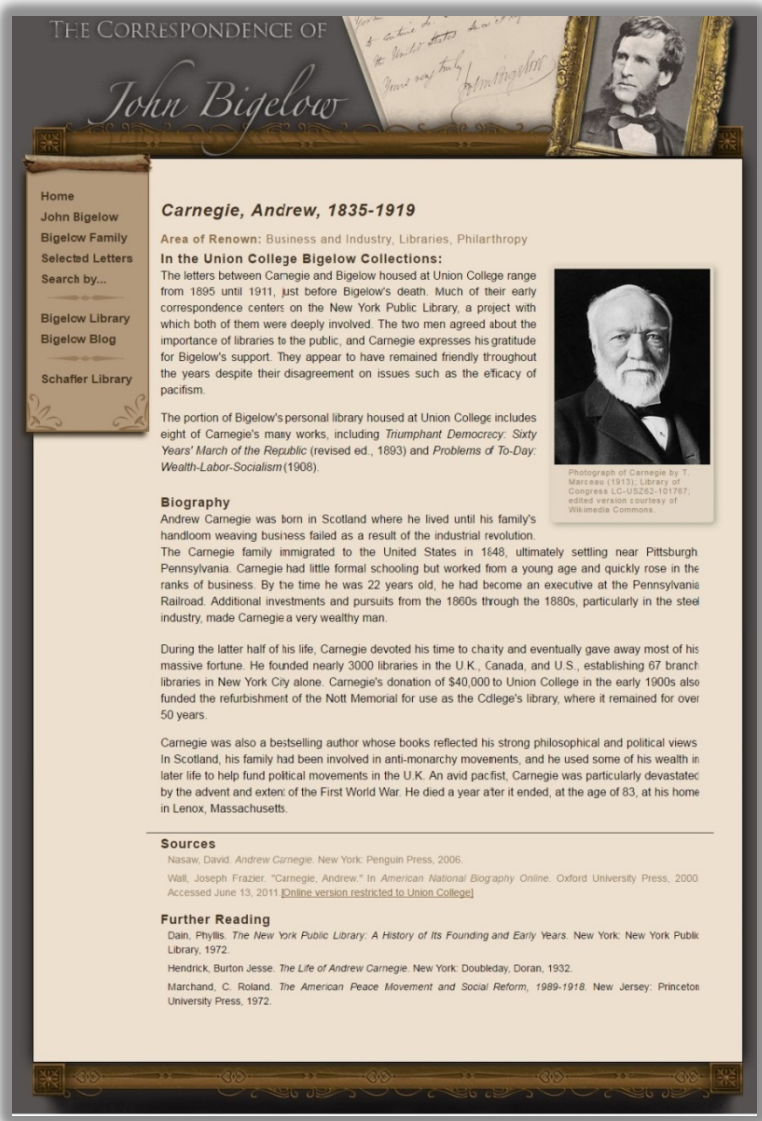 THE CORRESPONDENCE OF
John Bigelow
Yours very truly
John Bigelow
Home
John Bigelow
Bigelow Family
Selected Letters
Search by...
Bigelow Library
Bigelow Blog
Schaffer Library
Carnegie, Andrew, 1835-1919
Area of Renown: Business and Industry, Libraries, Philarthropy
In the Union College Bigelow Collections:
The letters between Carnegie and Bigelow housed at Union College range
from 1895 until 1911, just before Bigelow's death. Much of their early
correspondence centers on the New York Public Library, a project with
which both of them were deeply involved. The two men agreed about the
importance of libraries to the public, and Carnegie expresses his gratitude
for Bigelow's support. They appear to have remained friendly throughout
the years despite their disagreement on issues such as the efficacy of
pacifism.
The portion of Bigelow's personal library housed at Union College includes
eight of Carnegie's many works, including Triumphant Democracy: Sixty
Years' March of the Republic (revised ed., 1893) and Problems of To-Day:
Wealth-Labor-Socialism (1908).
Photograph of Carnegie by T.
Marceau (1913); Library of
Congress LC-USZ62-101767;
edited version courtesy of
Wikimedia Commons.
Biography
Andrew Carnegie was born in Scotland where he lived until his family's
handloom weaving business failed as a result of the industrial revolution.
The Carnegie family immigrated to the United States in 1848, ultimately settling near Pittsburgh
Pennsylvania. Carnegie had little formal schooling but worked from a young age and quickly rose in the
ranks of business. By the time he was 22 years old, he had become an executive at the Pennsylvania
Railroad. Additional investments and pursuits from the 1860s through the 1880s, particularly in the steel
industry, made Carnegie a very wealthy man.
During the latter half of his life, Carnegie devoted his time to charity and eventually gave away most of his
massive fortune. He founded nearly 3000 libraries in the U.K., Canada, and U.S., establishing 67 branch
libraries in New York City alone. Carnegie's donation of $40,000 to Union College in the early 1900s also
funded the refurbishment of the Nott Memorial for use as the College's library, where it remained for over
50 years.
Carnegie was also a bestselling author whose books reflected his strong philosophical and political views
In Scotland, his family had been involved in anti-monarchy movements, and he used some of his wealth in
later life to help fund political movements in the U.K. An avid pacifist, Carnegie was particularly devastated
by the advent and extent of the First World War. He died a year after it ended, at the age of 83, at his home
in Lenox, Massachusetts.
Sources
Nasaw, David. Andrew Carnegie. New York: Penguin Press, 2006.
Wall, Joseph Frazier. "Carnegie, Andrew." In American National Biography Online. Oxford University Press, 2000
Accessed June 13, 2011 [Online version restricted to Union College]
Further Reading
Dain, Phyllis. The New York Public Library: A History of Its Founding and Early Years. New York: New York Public
Library, 1972.
Hendrick, Burton Jesse. The Life of Andrew Carnegie. New York: Doubleday, Doran, 1932.
Marchand, C. Roland. The American Peace Movement and Social Reform, 1989-1918. New Jersey: Princeton
University Press, 1972.